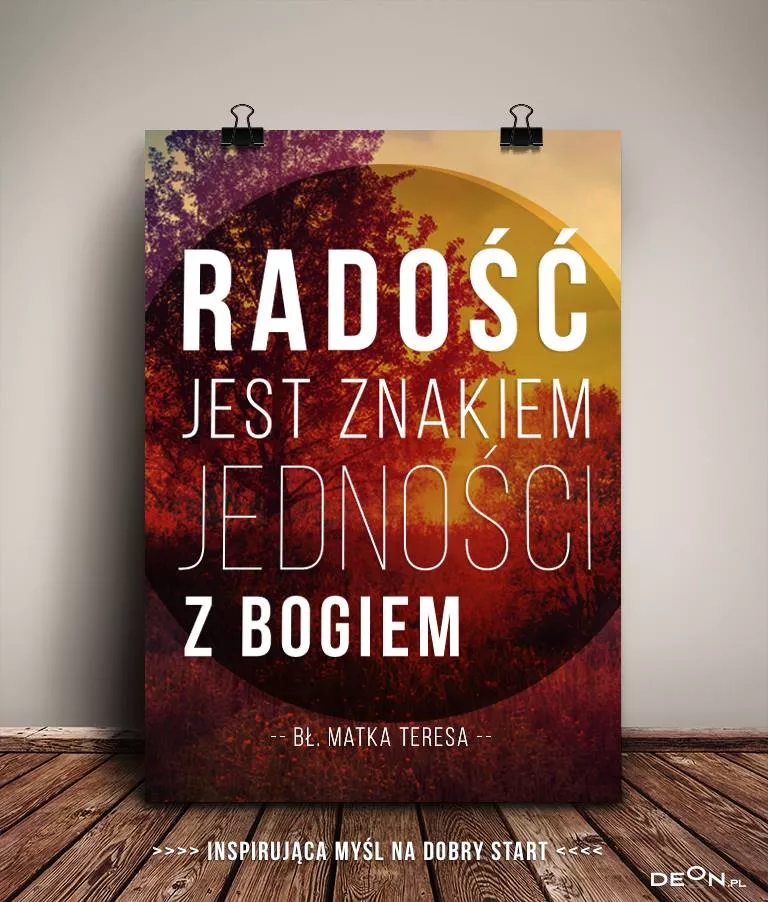 RADOŚĆ
JEST ZNAKIEM
JEDNOŚCI
Z BOGIEM
-- BŁ. MATKA TERESA --
>>>> INSPIRUJĄCA MYŚL NA DOBRY START <<<<
DEON.PL